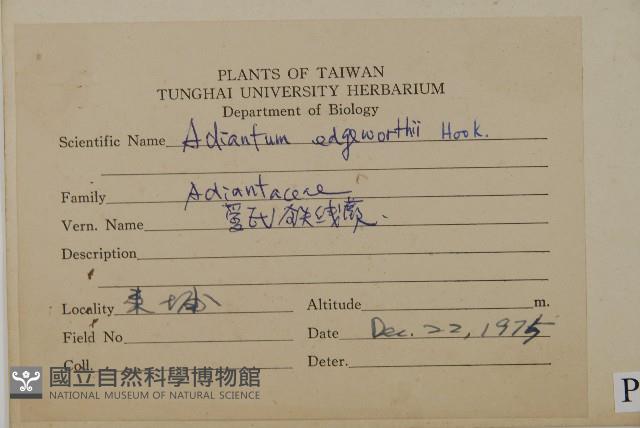 PLANTS OF TAIWAN
TUNGHAI UNIVERSITY HERBARIUM
Department of Biology
Scientific Name Adiantum edgeworthii Hook.
Family Adiantaceae
Vern. Name 愛氏鉄线蕨.
Description
Locality 東埔 Altitude m.
Field No Date Dec. 22, 1975
Coll. Deter.
國立自然科學博物館
NATIONAL MUSEUM OF NATURAL SCIENCE
P